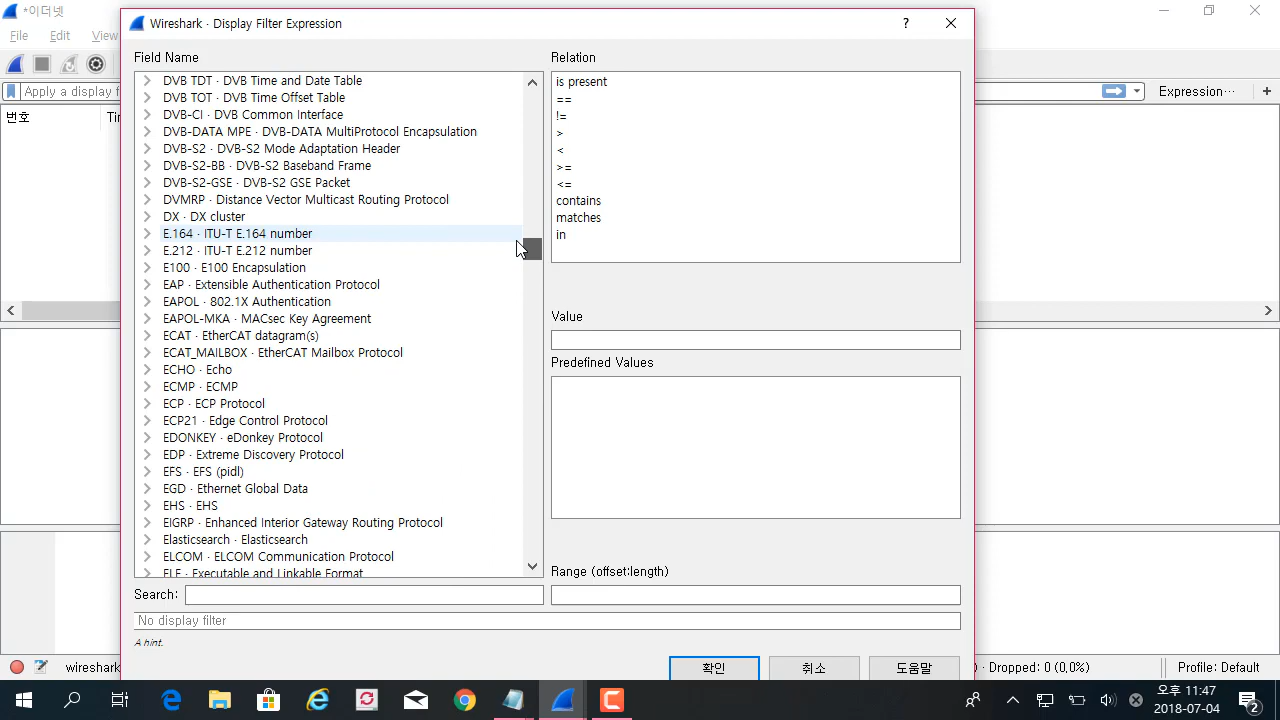 *이더넷
Wireshark · Display Filter Expression
?
File Edit View
Apply a display f
Expression…
+
번호
Tin
Field Name
DVB TDT · DVB Time and Date Table
DVB TOT · DVB Time Offset Table
DVB-CI · DVB Common Interface
DVB-DATA MPE · DVB-DATA MultiProtocol Encapsulation
DVB-S2 · DVB-S2 Mode Adaptation Header
DVB-S2-BB · DVB-S2 Baseband Frame
DVB-S2-GSE · DVB-S2 GSE Packet
DVMRP · Distance Vector Multicast Routing Protocol
DX · DX cluster
E.164 · ITU-T E.164 number
E.212 · ITU-T E.212 number
E100 · E100 Encapsulation
EAP · Extensible Authentication Protocol
EAPOL · 802.1X Authentication
EAPOL-MKA · MACsec Key Agreement
ECAT · EtherCAT datagram(s)
ECAT_MAILBOX · EtherCAT Mailbox Protocol
ECHO · Echo
ECMP · ECMP
ECP · ECP Protocol
ECP21 · Edge Control Protocol
EDONKEY · eDonkey Protocol
EDP · Extreme Discovery Protocol
EFS · EFS (pidl)
EGD · Ethernet Global Data
EHS · EHS
EIGRP · Enhanced Interior Gateway Routing Protocol
Elasticsearch · Elasticsearch
ELCOM · ELCOM Communication Protocol
ELF · Executable and Linkable Format
Search:
Relation
is present
==
!=
>
<
>=
<=
contains
matches
in
Value
Predefined Values
Range (offset:length)
No display filter
A hint.
확인 취소 도움말
wireshark
) · Dropped: 0 (0,0%)
Profile: Default
오후 11:47
2018-07-04
2